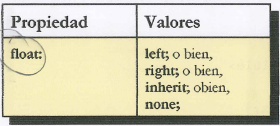 Propiedad Valores
float: left; o bien,
right; o bien,
inherit; obien,
none;